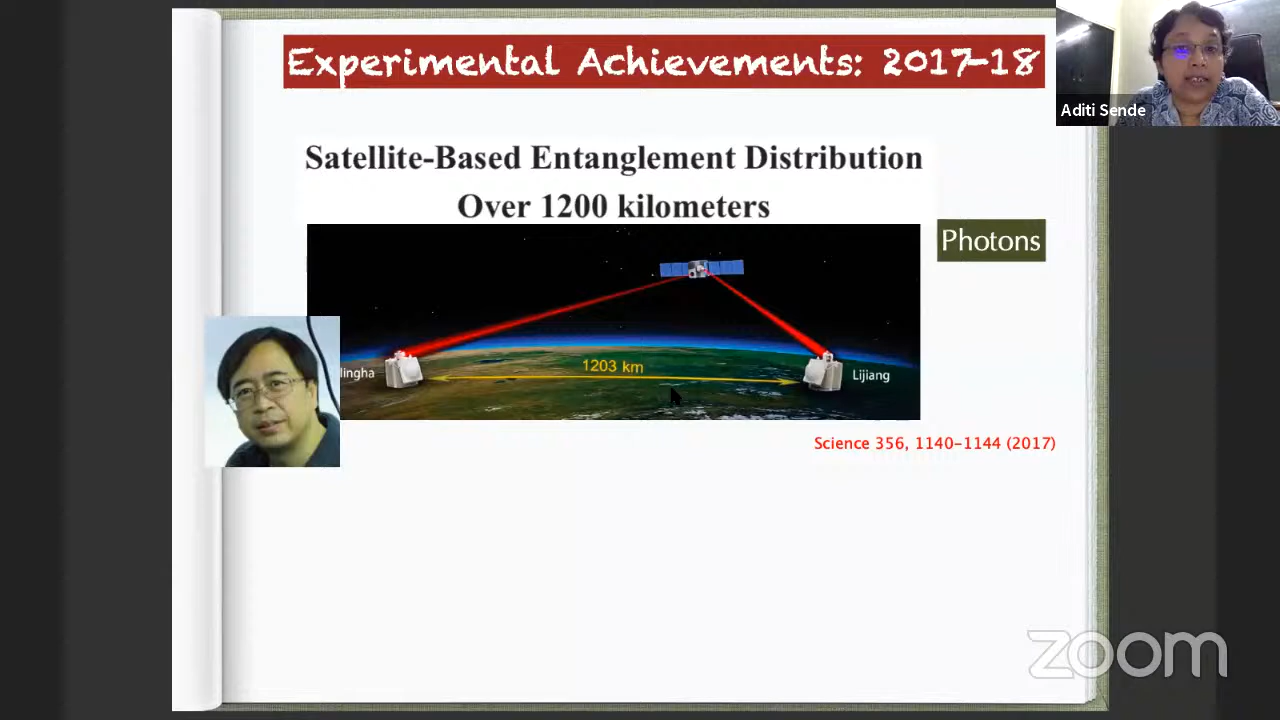 Experimental Achievements: 2017-18
Aditi Sende
Satellite-Based Entanglement Distribution
Over 1200 kilometers
Photons
1203 km
lingha
Lijiang
Science 356, 1140-1144 (2017)
zoom